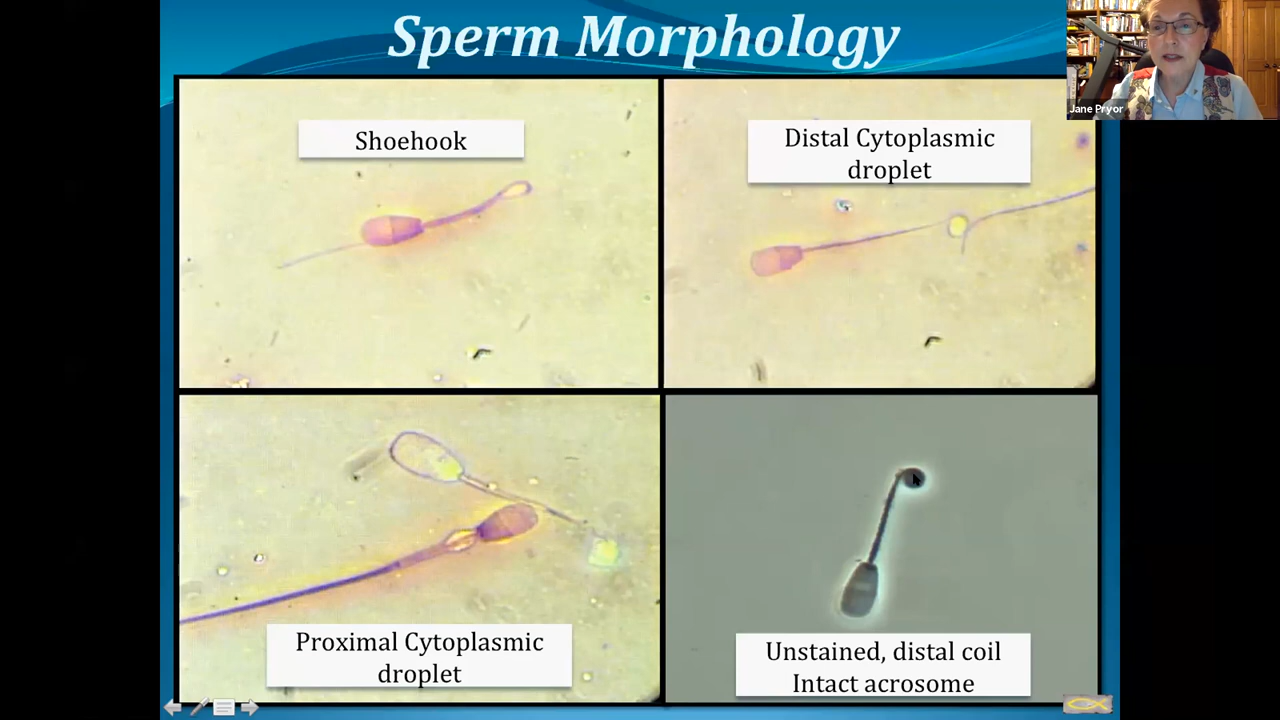 Sperm Morphology
Jane Pryor
Shoehook
Distal Cytoplasmic
droplet
Proximal Cytoplasmic
droplet
Unstained, distal coil
Intact acrosome